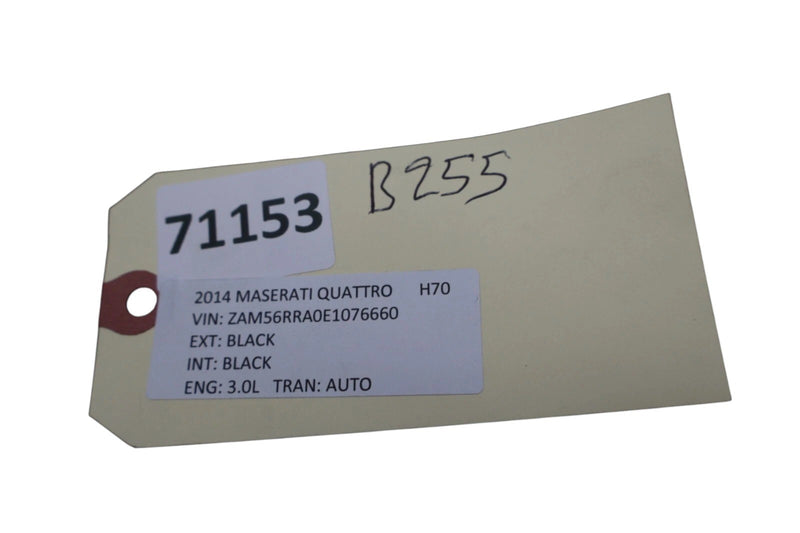 B255
71153
2014 MASERATI QUATTRO H70
VIN: ZAM56RRA0E1076660
EXT: BLACK
INT: BLACK
ENG: 3.0L TRAN: AUTO